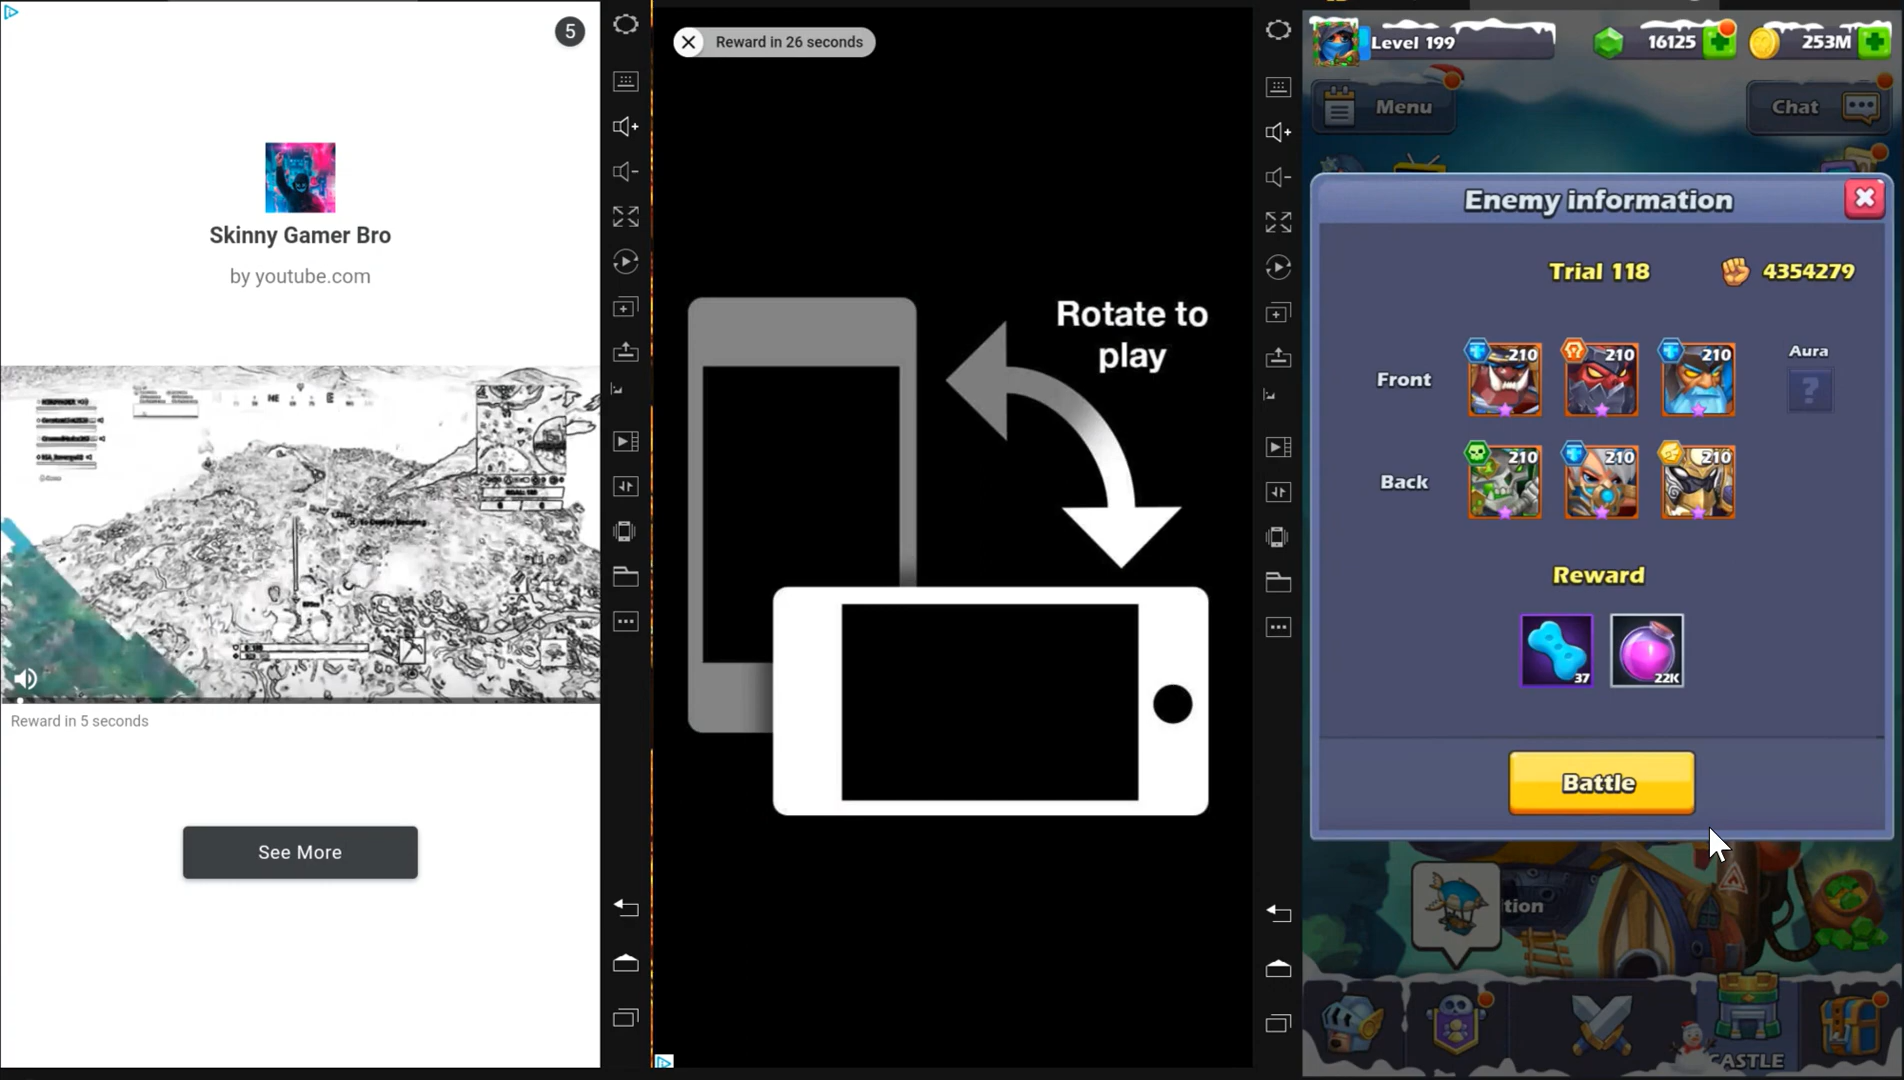 5
Skinny Gamer Bro
by youtube.com
NE
E
Reward in 5 seconds
See More
Reward in 26 seconds
Rotate to
play
Level 199
16125
253M
Menu
Chat
Enemy information
Trial 118
4354279
Front
210
210
210
Aura
?
Back
210
210
210
Reward
37
22K
Battle
tion
CASTLE